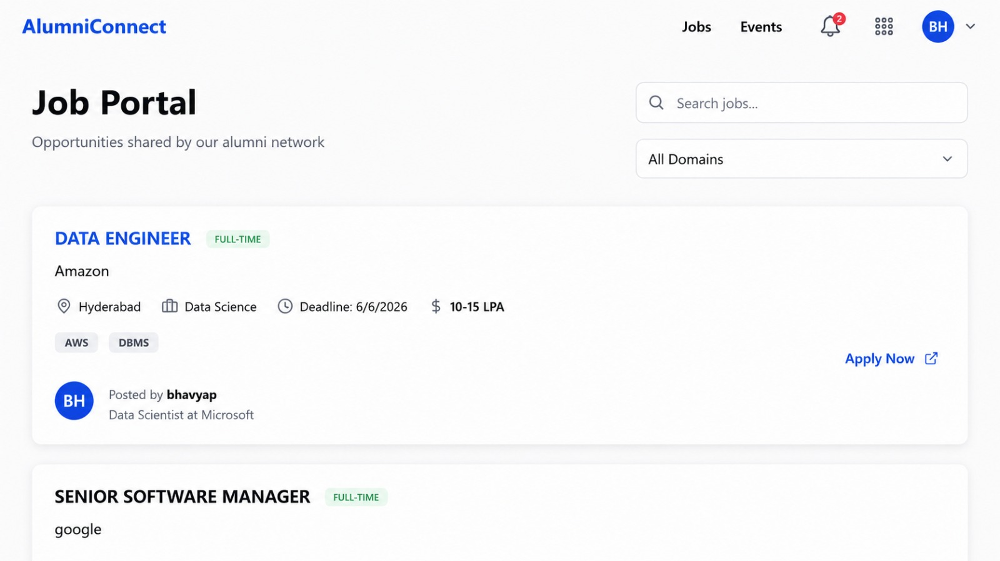 AlumniConnect
Jobs Events 2 BH
Job Portal
Opportunities shared by our alumni network
Search jobs...
All Domains
DATA ENGINEER FULL-TIME
Amazon
Hyderabad Data Science Deadline: 6/6/2026 $ 10-15 LPA
AWS DBMS
Apply Now
BH
Posted by bhavyap
Data Scientist at Microsoft
SENIOR SOFTWARE MANAGER FULL-TIME
google